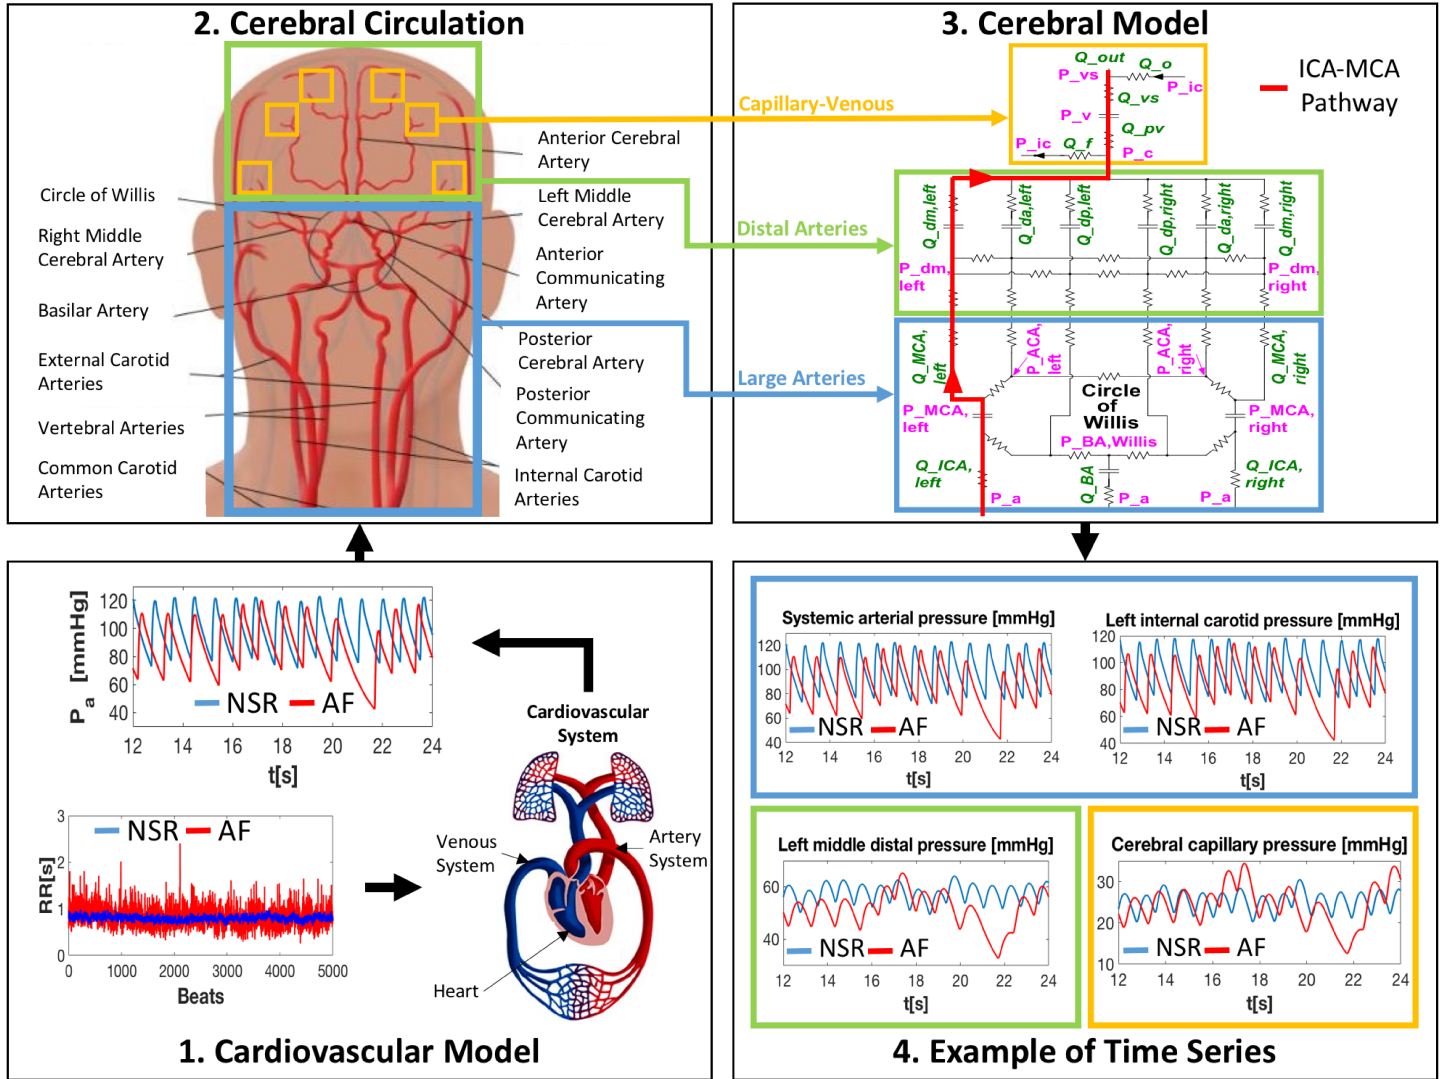 2. Cerebral Circulation
Anterior Cerebral
Artery
Circle of Willis
Left Middle
Cerebral Artery
Right Middle
Cerebral Artery
Anterior
Communicating
Artery
Basilar Artery
Posterior
Cerebral Artery
External Carotid
Arteries
Posterior
Communicating
Artery
Vertebral Arteries
Common Carotid
Arteries
Internal Carotid
Arteries
Capillary-Venous
Distal Arteries
Large Arteries
3. Cerebral Model
ICA-MCA
Pathway
Q_out
P_vs
Q_o
P_ic
Q_vs
P_v
Q_pv
P_ic
Q_f
P_c
Q_dm,left
Q_da,left
Q_dp,left
Q_dp,right
Q_da,right
Q_dm,right
P_dm,
left
P_dm,
right
Q_MCA,
left
P_ACA,
left
P_ACA,
right
Q_MCA,
right
Circle
of
Willis
P_MCA,
left
P_MCA,
right
P_BA,Willis
Q_ICA,
left
Q_BA
Q_ICA,
right
P_a
P_a
P_a
P_a [mmHg]
120
100
80
60
40
NSR AF
12 14 16 18 20 22 24
t[s]
Cardiovascular
System
RR[s]
3
2
1
0
NSR AF
0 1000 2000 3000 4000 5000
Beats
Venous
System
Artery
System
Heart
1. Cardiovascular Model
Systemic arterial pressure [mmHg]
120
100
80
60
40
NSR AF
12 14 16 18 20 22 24
t[s]
Left internal carotid pressure [mmHg]
120
100
80
60
40
NSR AF
12 14 16 18 20 22 24
t[s]
Left middle distal pressure [mmHg]
60
40
NSR AF
12 14 16 18 20 22 24
t[s]
Cerebral capillary pressure [mmHg]
30
20
10
NSR AF
12 14 16 18 20 22 24
t[s]
4. Example of Time Series